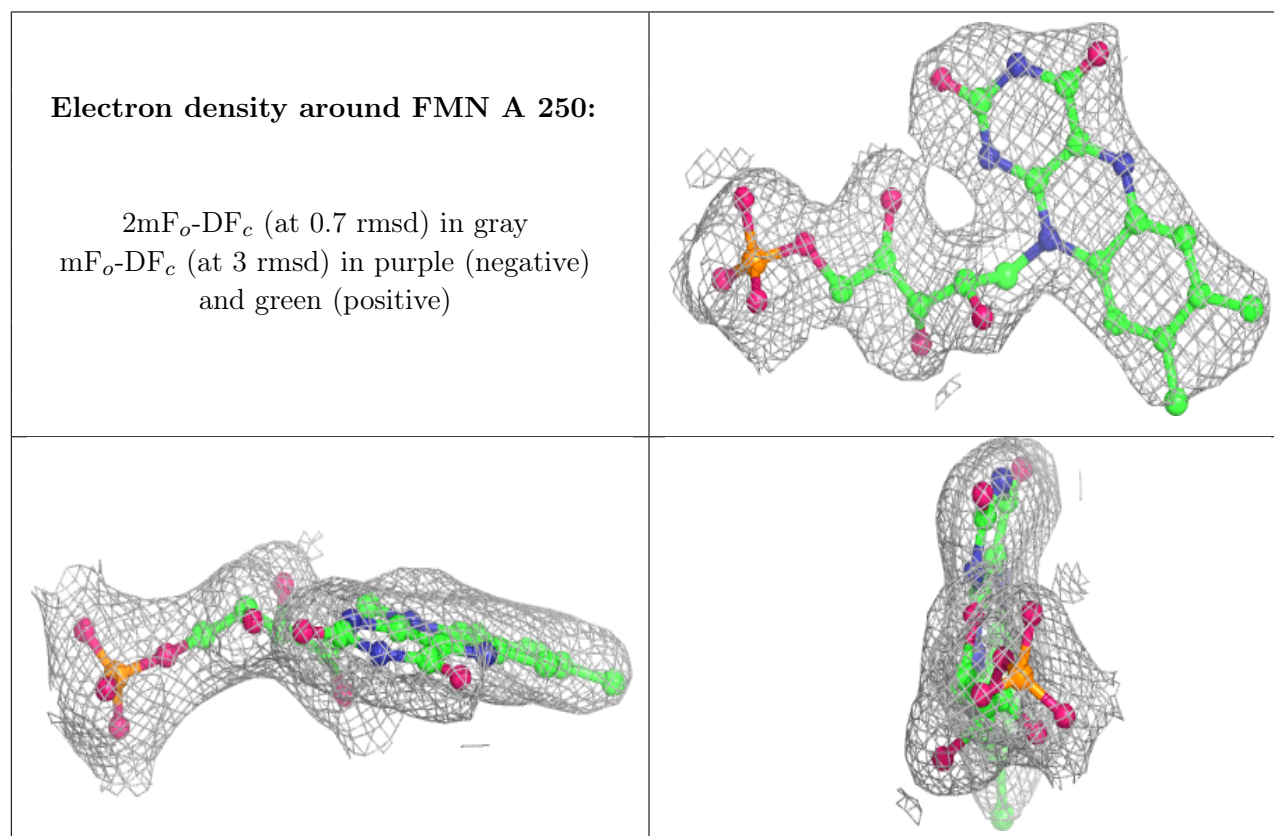 Electron density around FMN A 250:
2mFₒ-DF𝒸 (at 0.7 rmsd) in gray
mFₒ-DF𝒸 (at 3 rmsd) in purple (negative)
and green (positive)